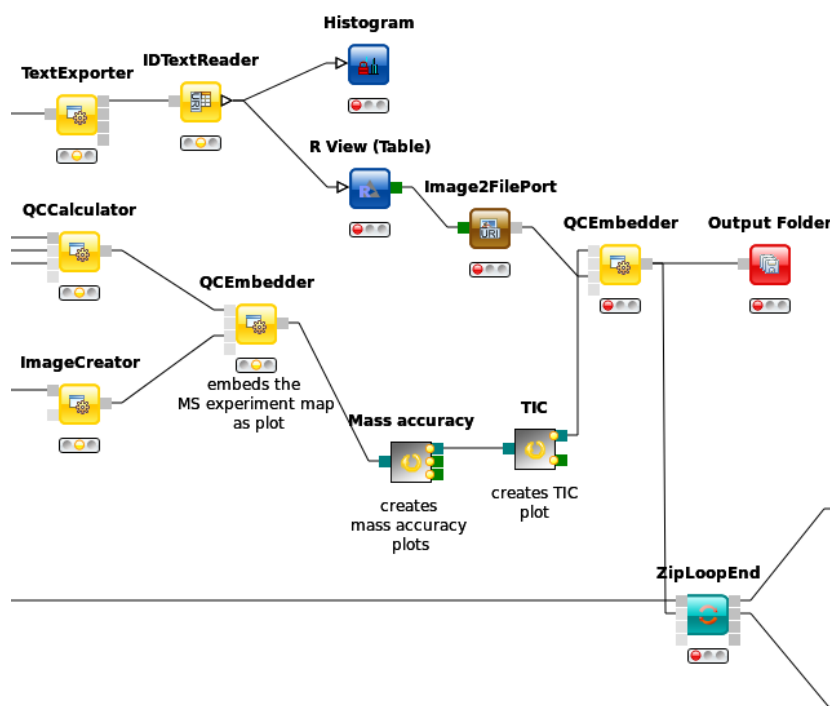 Histogram
IDTextReader
TextExporter
R View (Table)
Image2FilePort
QCCalculator
QCEmbedder
Output Folder
QCEmbedder
URI
ImageCreator
embeds the
MS experiment map
as plot
Mass accuracy
TIC
creates
mass accuracy
plots
creates TIC
plot
ZipLoopEnd